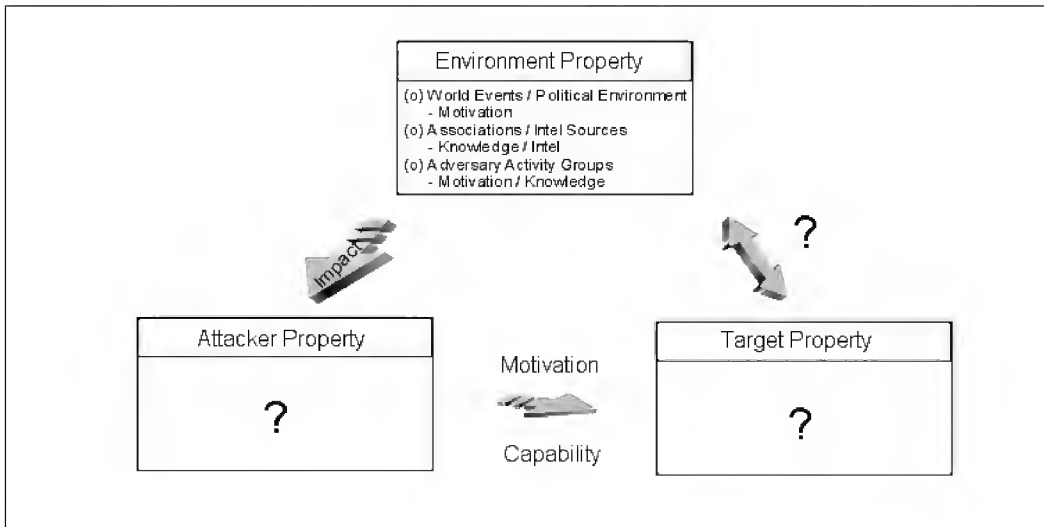 Environment Property
(o) World Events / Political Environment
- Motivation
(o) Associations / Intel Sources
- Knowledge / Intel
(o) Adversary Activity Groups
- Motivation / Knowledge
Impact
?
Attacker Property
?
Motivation
Capability
Target Property
?